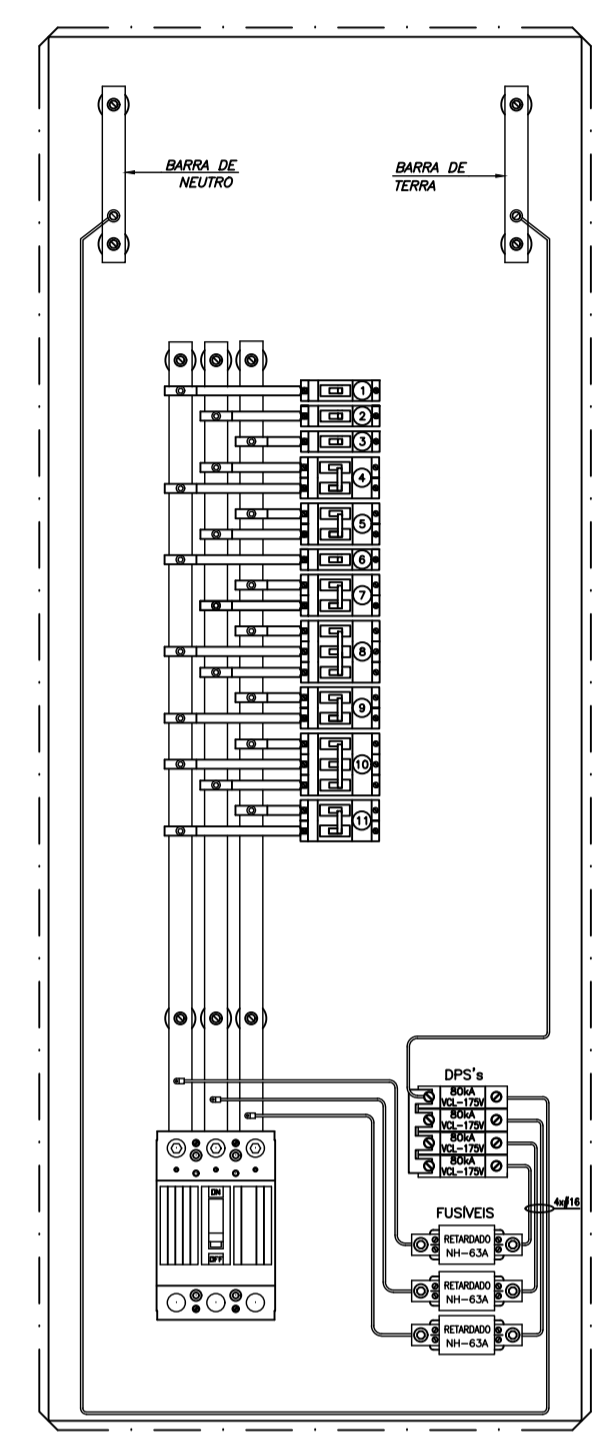 BARRA DE
NEUTRO
BARRA DE
TERRA
1
2
3
4
5
6
7
8
9
10
11
DPS's
80kA
VCL-175V
80kA
VCL-175V
80kA
VCL-175V
80kA
VCL-175V
4x#16
FUSÍVEIS
RETARDADO
NH-63A
RETARDADO
NH-63A
RETARDADO
NH-63A
ON
OFF